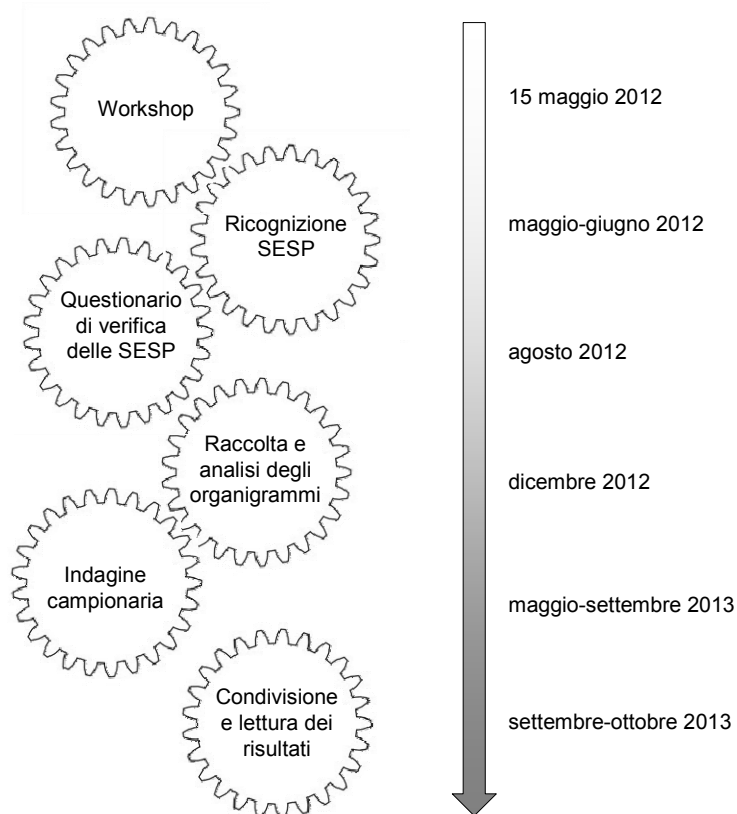 Workshop
15 maggio 2012
Ricognizione
SESP
maggio-giugno 2012
Questionario
di verifica
delle SESP
agosto 2012
Raccolta e
analisi degli
organigrammi
dicembre 2012
Indagine
campionaria
maggio-settembre 2013
Condivisione
e lettura dei
risultati
settembre-ottobre 2013